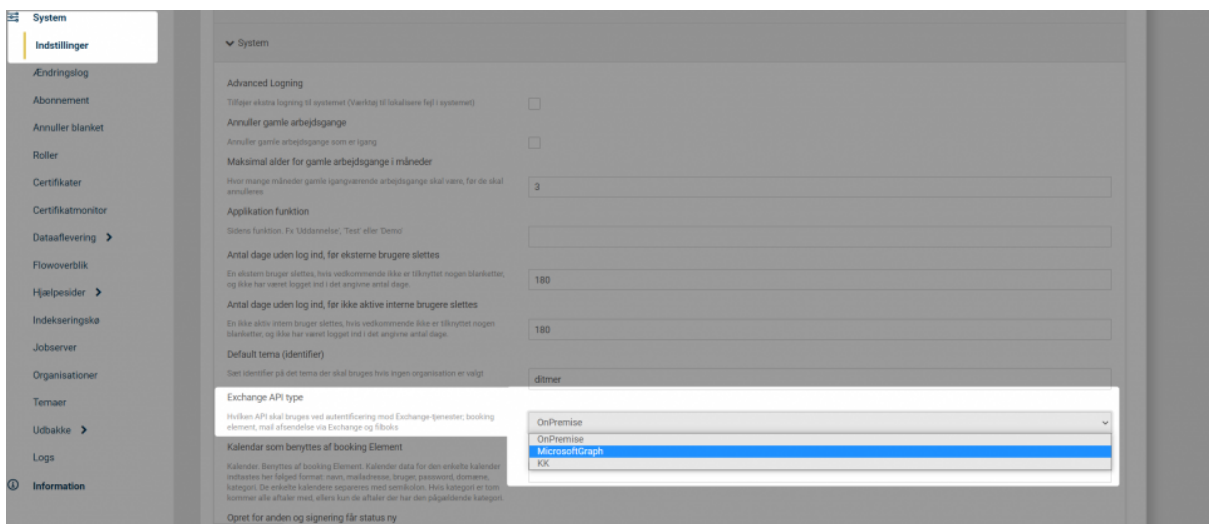 System
Indstillinger
Ændringslog
Abonnement
Annuller blanket
Roller
Certifikater
Certifikatmonitor
Dataaflevering
Flowoverblik
Hjælpesider
Indekseringskø
Jobserver
Organisationer
Temaer
Udbakke
Logs
Information
System
Advanced Logning
Tilføjer ekstra logning til systemet (Værktøj til lokalisere fejl i systemet)
Annuller gamle arbejdsgange
Annuller gamle arbejdsgange som er igang
Maksimal alder for gamle arbejdsgange i måneder
Hvor mange måneder gamle igangværende arbejdsgange skal være, før de skal
annulleres
3
Applikation funktion
Sidens funktion. Fx 'Uddannelse', 'Test' eller 'Demo'
Antal dage uden log ind, før eksterne brugere slettes
En ekstern bruger slettes, hvis vedkommende ikke er tilknyttet nogen blanketter,
og ikke har været logget ind i det angivne antal dage.
180
Antal dage uden log ind, før ikke aktive interne brugere slettes
En ikke aktiv intern bruger slettes, hvis vedkommende ikke er tilknyttet nogen
blanketter, og ikke har været logget ind i det angivne antal dage.
180
Default tema (identifier)
Sæt identifier på det tema der skal bruges hvis ingen organisation er valgt
ditmer
Exchange API type
Hvilken API skal bruges ved autentificering mod Exchange-tjenester; booking
element, mail afsendelse via Exchange og filboks
OnPremise
OnPremise
MicrosoftGraph
KK
Kalendar som benyttes af booking Element
Kalender. Benyttes af booking Element. Kalender data for den enkelte kalender
indtastes her følged format: navn, mailadresse, bruger, password, domæne,
kategori. De enkelte kalendere separeres med semikolon. Hvis kategori er tom
kommer alle aftaler med, ellers kun de aftaler der har den pågældende kategori.
Opret for anden og signering får status ny